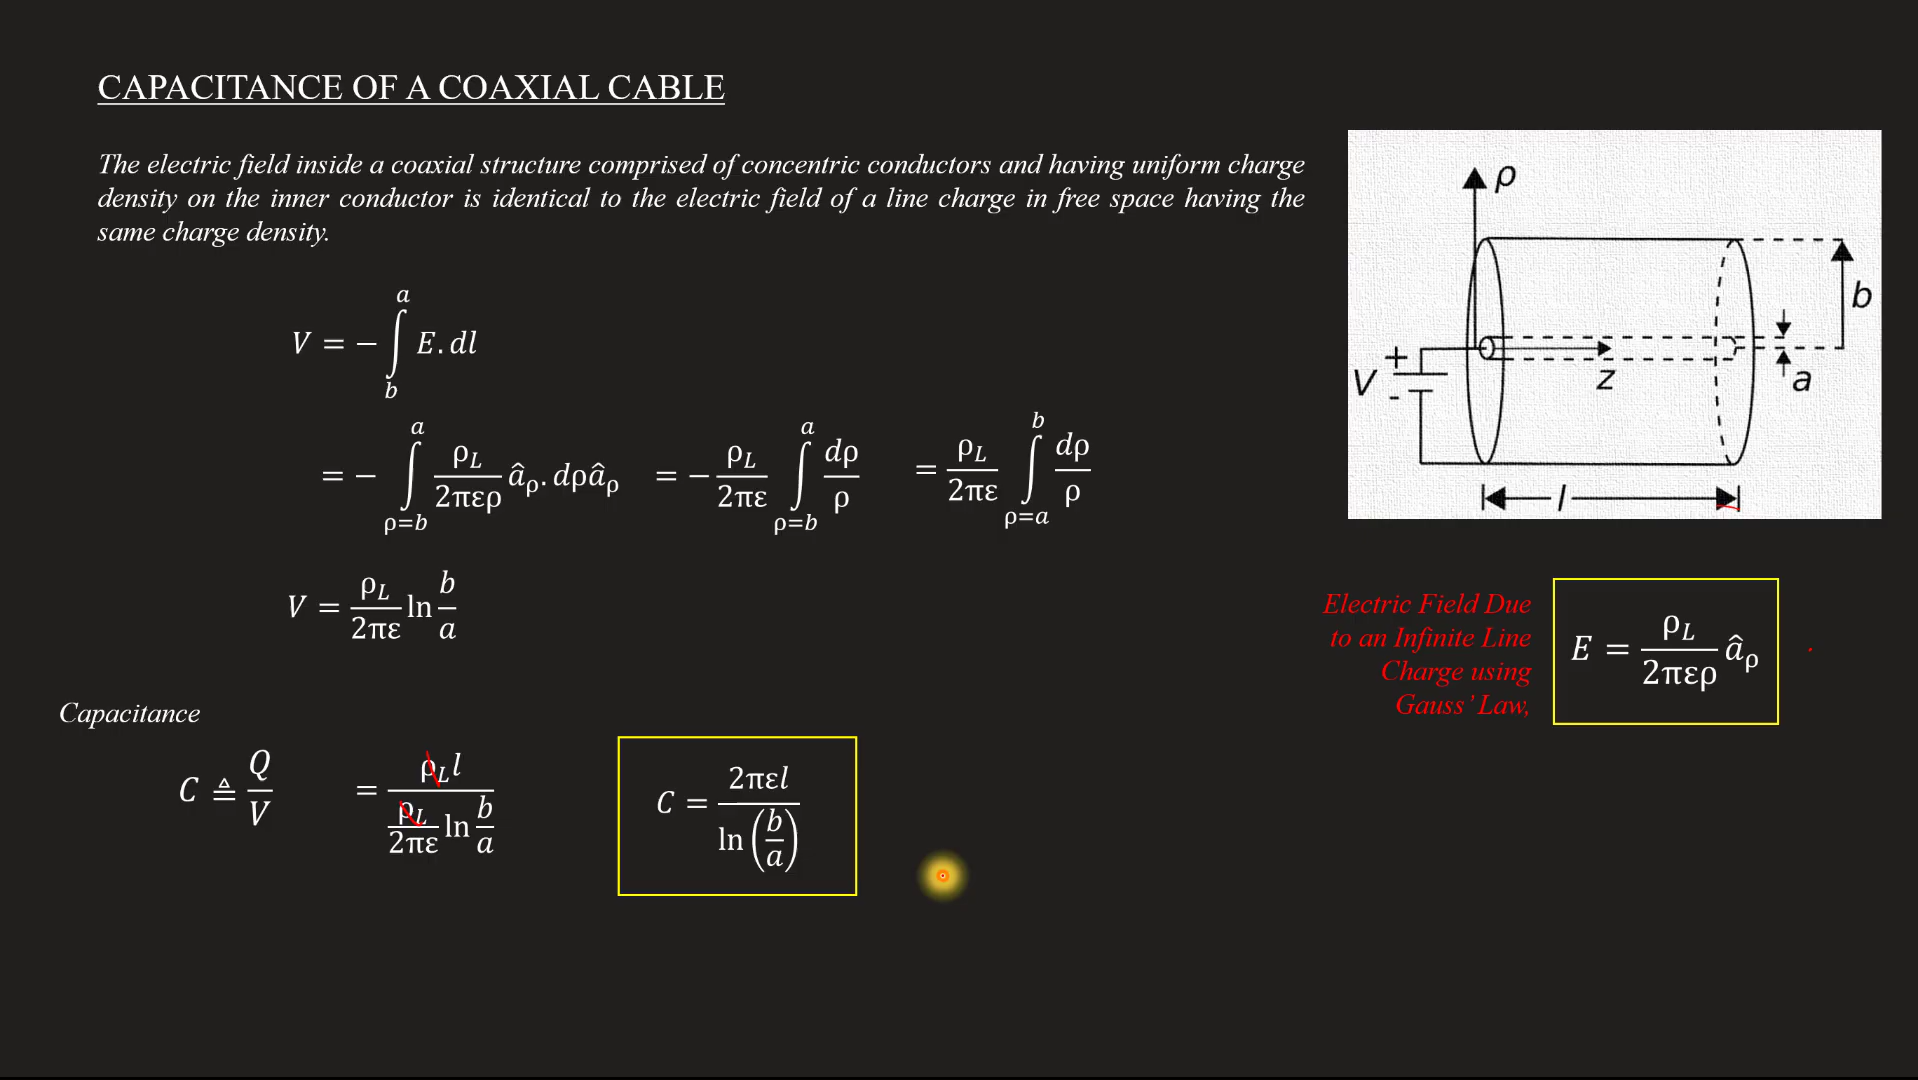 CAPACITANCE OF A COAXIAL CABLE
The electric field inside a coaxial structure comprised of concentric conductors and having uniform charge
density on the inner conductor is identical to the electric field of a line charge in free space having the
same charge density.
V = − ∫_b^a E.dl
= − ∫_{ρ=b}^a ρ_L/(2περ) â_ρ.dρâ_ρ = − ρ_L/(2πε) ∫_{ρ=b}^a dρ/ρ = ρ_L/(2πε) ∫_{ρ=a}^b dρ/ρ
V = ρ_L/(2πε) ln b/a
Capacitance
C ≜ Q/V = ρ_L l / (ρ_L/(2πε) ln b/a)
C = 2πεl / ln(b/a)
ρ
b
+
V
-
z
a
l
Electric Field Due
to an Infinite Line
Charge using
Gauss' Law,
E = ρ_L/(2περ) â_ρ